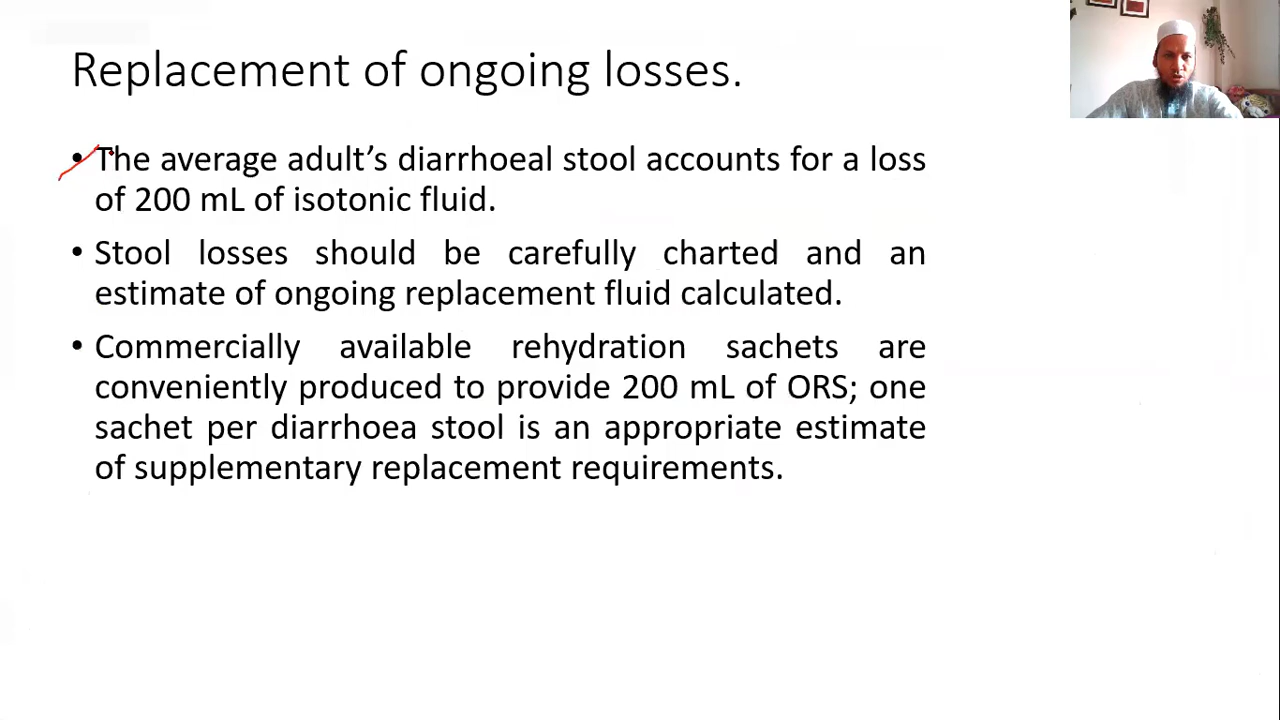 Replacement of ongoing losses.
• The average adult’s diarrhoeal stool accounts for a loss
of 200 mL of isotonic fluid.
• Stool losses should be carefully charted and an
estimate of ongoing replacement fluid calculated.
• Commercially available rehydration sachets are
conveniently produced to provide 200 mL of ORS; one
sachet per diarrhoea stool is an appropriate estimate
of supplementary replacement requirements.